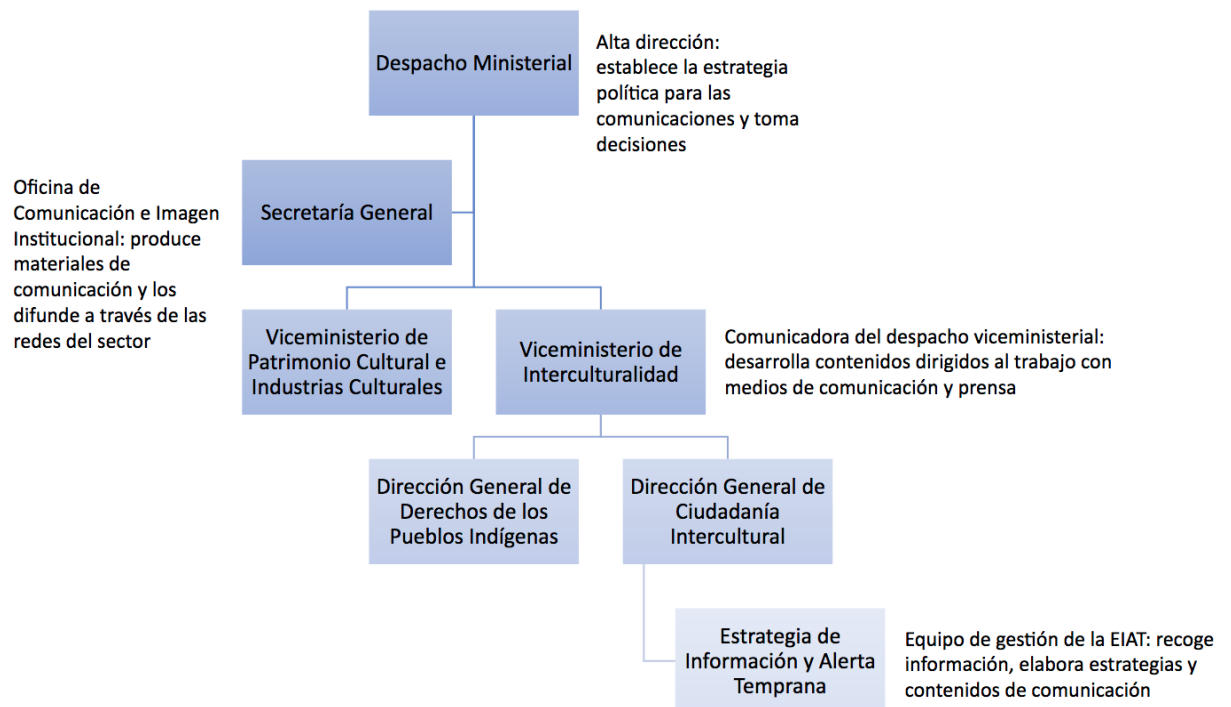 Despacho Ministerial
Alta dirección:
establece la estrategia
política para las
comunicaciones y toma
decisiones
Oficina de
Comunicación e Imagen
Institucional: produce
materiales de
comunicación y los
difunde a través de las
redes del sector
Secretaría General
Viceministerio de
Patrimonio Cultural e
Industrias Culturales
Viceministerio de
Interculturalidad
Comunicadora del despacho viceministerial:
desarrolla contenidos dirigidos al trabajo con
medios de comunicación y prensa
Dirección General de
Derechos de los
Pueblos Indígenas
Dirección General de
Ciudadanía
Intercultural
Estrategia de
Información y Alerta
Temprana
Equipo de gestión de la EIAT: recoge
información, elabora estrategias y
contenidos de comunicación